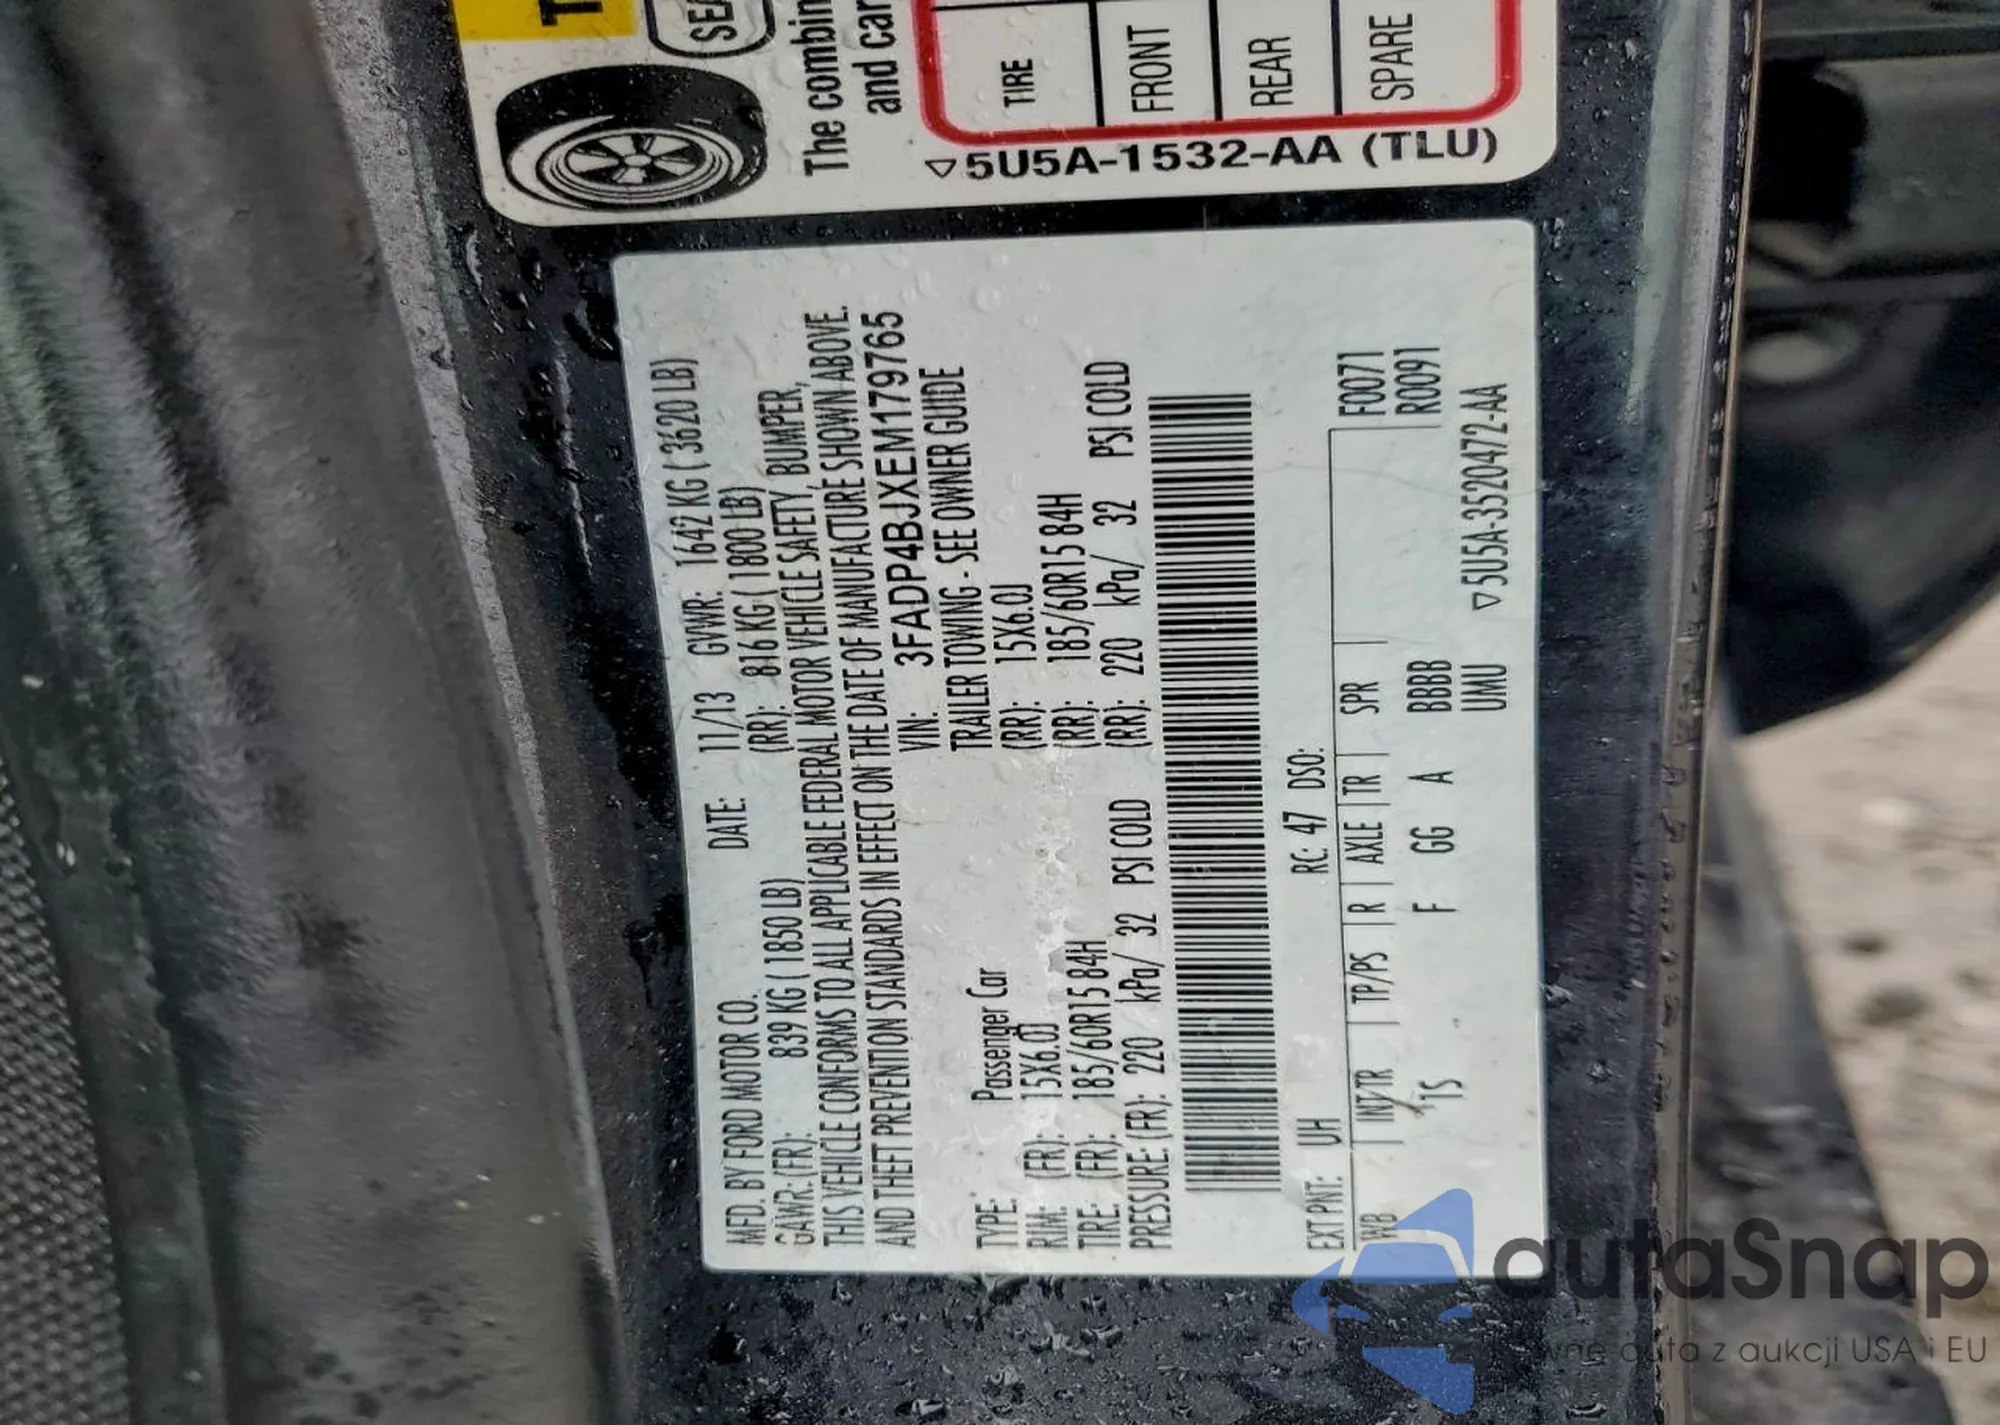 T
SEA
The combin
and car
TIRE
FRONT
REAR
SPARE
5U5A-1532-AA (TLU)
MFD. BY FORD MOTOR CO. DATE: 11/13 GVWR: 1642 KG ( 3620 LB)
GAWR: (FR): 839 KG ( 1850 LB) (RR): 816 KG ( 1800 LB)
THIS VEHICLE CONFORMS TO ALL APPLICABLE FEDERAL MOTOR VEHICLE SAFETY, BUMPER,
AND THEFT PREVENTION STANDARDS IN EFFECT ON THE DATE OF MANUFACTURE SHOWN ABOVE.
VIN: 3FADP4BJXEM179765
TYPE: Passenger Car TRAILER TOWING - SEE OWNER GUIDE
RIM: (FR): 15X6.0J (RR): 15X6.0J
TIRE: (FR): 185/60R15 84H (RR): 185/60R15 84H
PRESSURE: (FR): 220 kPa/ 32 PSI COLD (RR): 220 kPa/ 32 PSI COLD
RC: 47 DSO:
EXT PNT: UH F0071
WB | INT/TR | TP/PS | R | AXLE | TR | SPR R0091
TS F GG A BBBB
UMU
5U5A-3520472-AA
autaSnap
auta z aukcji USA i EU